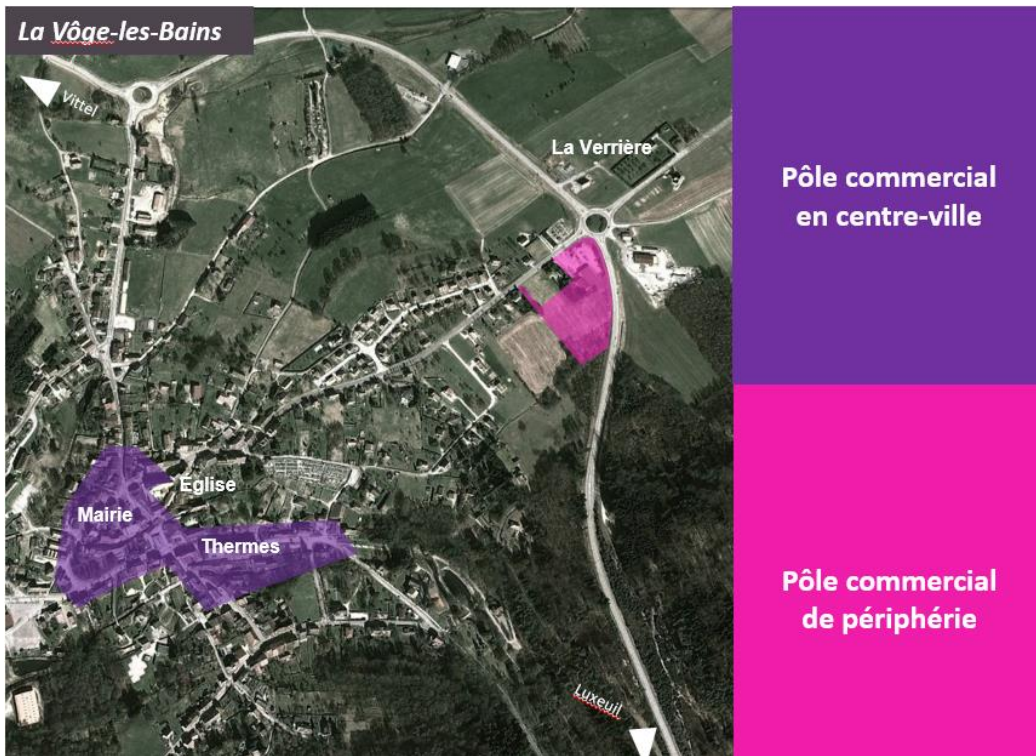 La Vôge-les-Bains
Vittel
La Verrière
Pôle commercial
en centre-ville
Église
Mairie
Thermes
Pôle commercial
de périphérie
Luxeuil